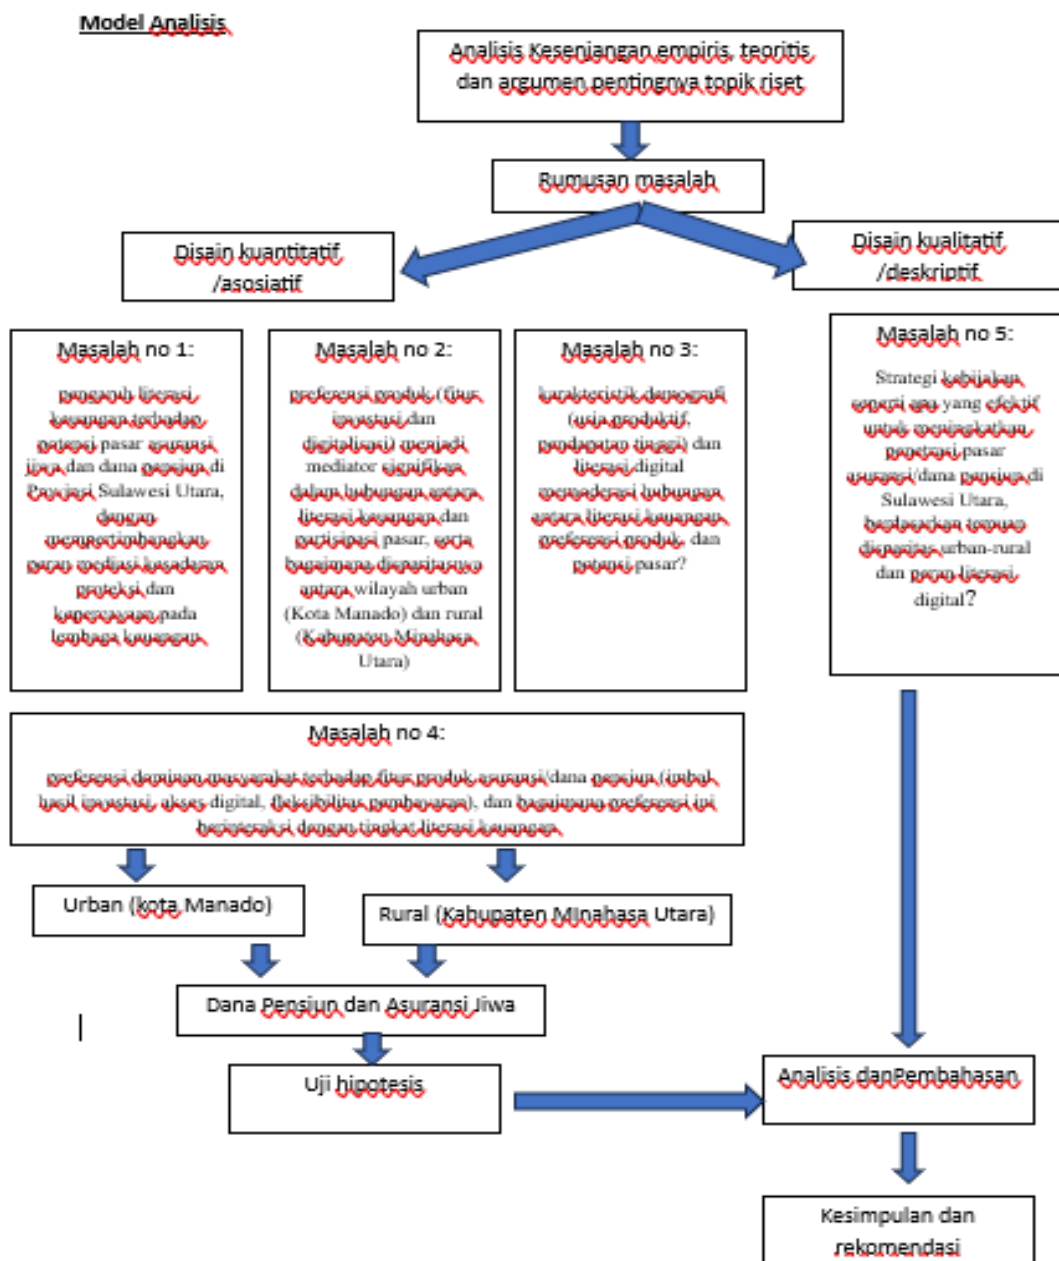 Model Analisis
Analisis Kesenjangan empiris, teoritis
dan argumen pentingnya topik riset
Rumusan masalah
Disain kuantitatif
/asosiatif
Disain kualitatif
/deskriptif
Masalah no 1:
pengaruh literasi
keuangan terhadap
potensi pasar asuransi
jiwa dan dana pensiun di
Provinsi Sulawesi Utara,
dengan
mempertimbangkan
peran mediasi kesadaran
proteksi dan
kepercayaan pada
lembaga keuangan
Masalah no 2:
preferensi produk (fitur
investasi dan
digitalisasi) menjadi
mediator signifikan
dalam hubungan antara
literasi keuangan dan
partisipasi pasar, serta
bagaimana disparitasnya
antara wilayah urban
(Kota Manado) dan rural
(Kabupaten Minahasa
Utara)
Masalah no 3:
karakteristik demografi
(usia produktif,
pendapatan tinggi) dan
literasi digital
memoderasi hubungan
antara literasi keuangan,
preferensi produk, dan
potensi pasar?
Masalah no 5:
Strategi kebijakan
seperti apa yang efektif
untuk meningkatkan
penetrasi pasar
asuransi/dana pensiun di
Sulawesi Utara,
berdasarkan temuan
disparitas urban-rural
dan peran literasi
digital?
Masalah no 4:
preferensi dominan masyarakat terhadap fitur produk asuransi/dana pensiun (imbal
hasil investasi, akses digital, fleksibilitas pembayaran), dan bagaimana preferensi ini
berinteraksi dengan tingkat literasi keuangan
Urban (kota Manado)
Rural (Kabupaten MInahasa Utara)
Dana Pensiun dan Asuransi Jiwa
Uji hipotesis
Analisis danPembahasan
Kesimpulan dan
rekomendasi